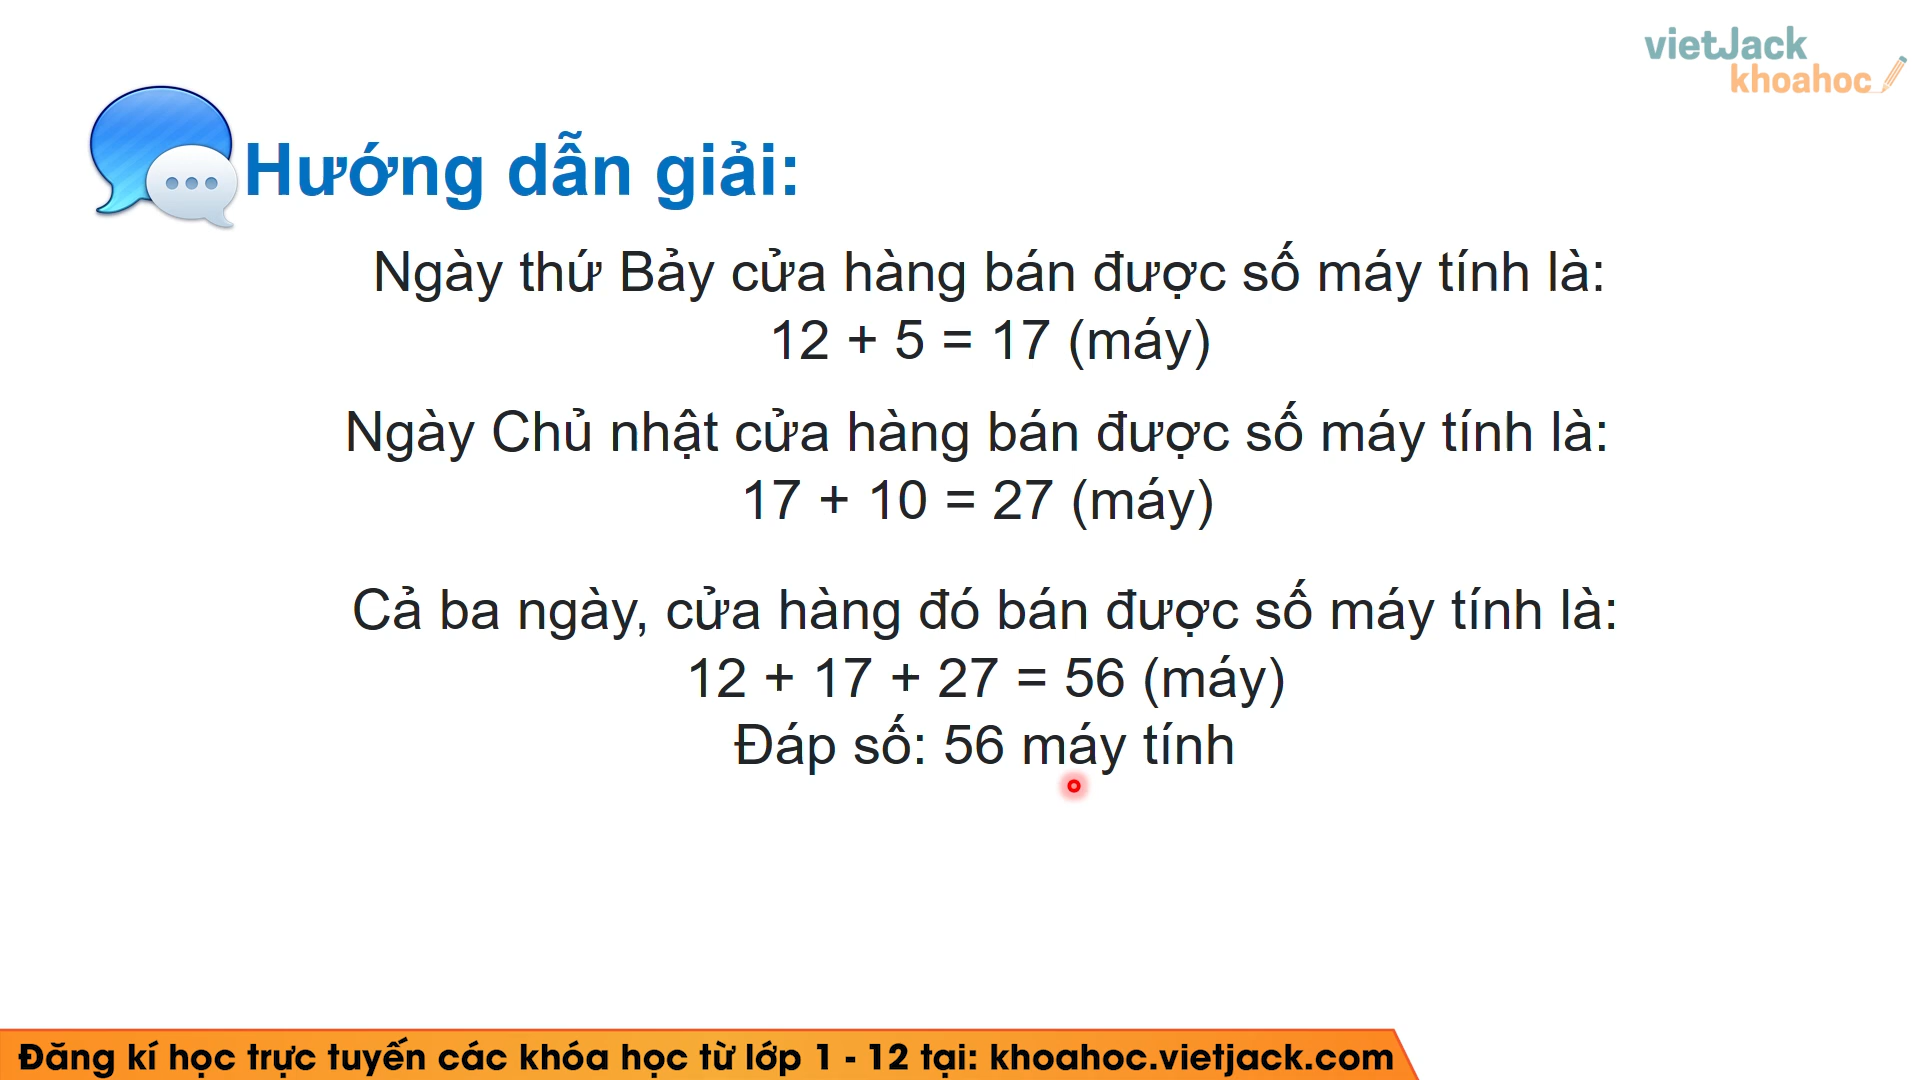 vietJack
khoahoc
Hướng dẫn giải:
Ngày thứ Bảy cửa hàng bán được số máy tính là:
12 + 5 = 17 (máy)
Ngày Chủ nhật cửa hàng bán được số máy tính là:
17 + 10 = 27 (máy)
Cả ba ngày, cửa hàng đó bán được số máy tính là:
12 + 17 + 27 = 56 (máy)
Đáp số: 56 máy tính
Đăng kí học trực tuyến các khóa học từ lớp 1 - 12 tại: khoahoc.vietjack.com